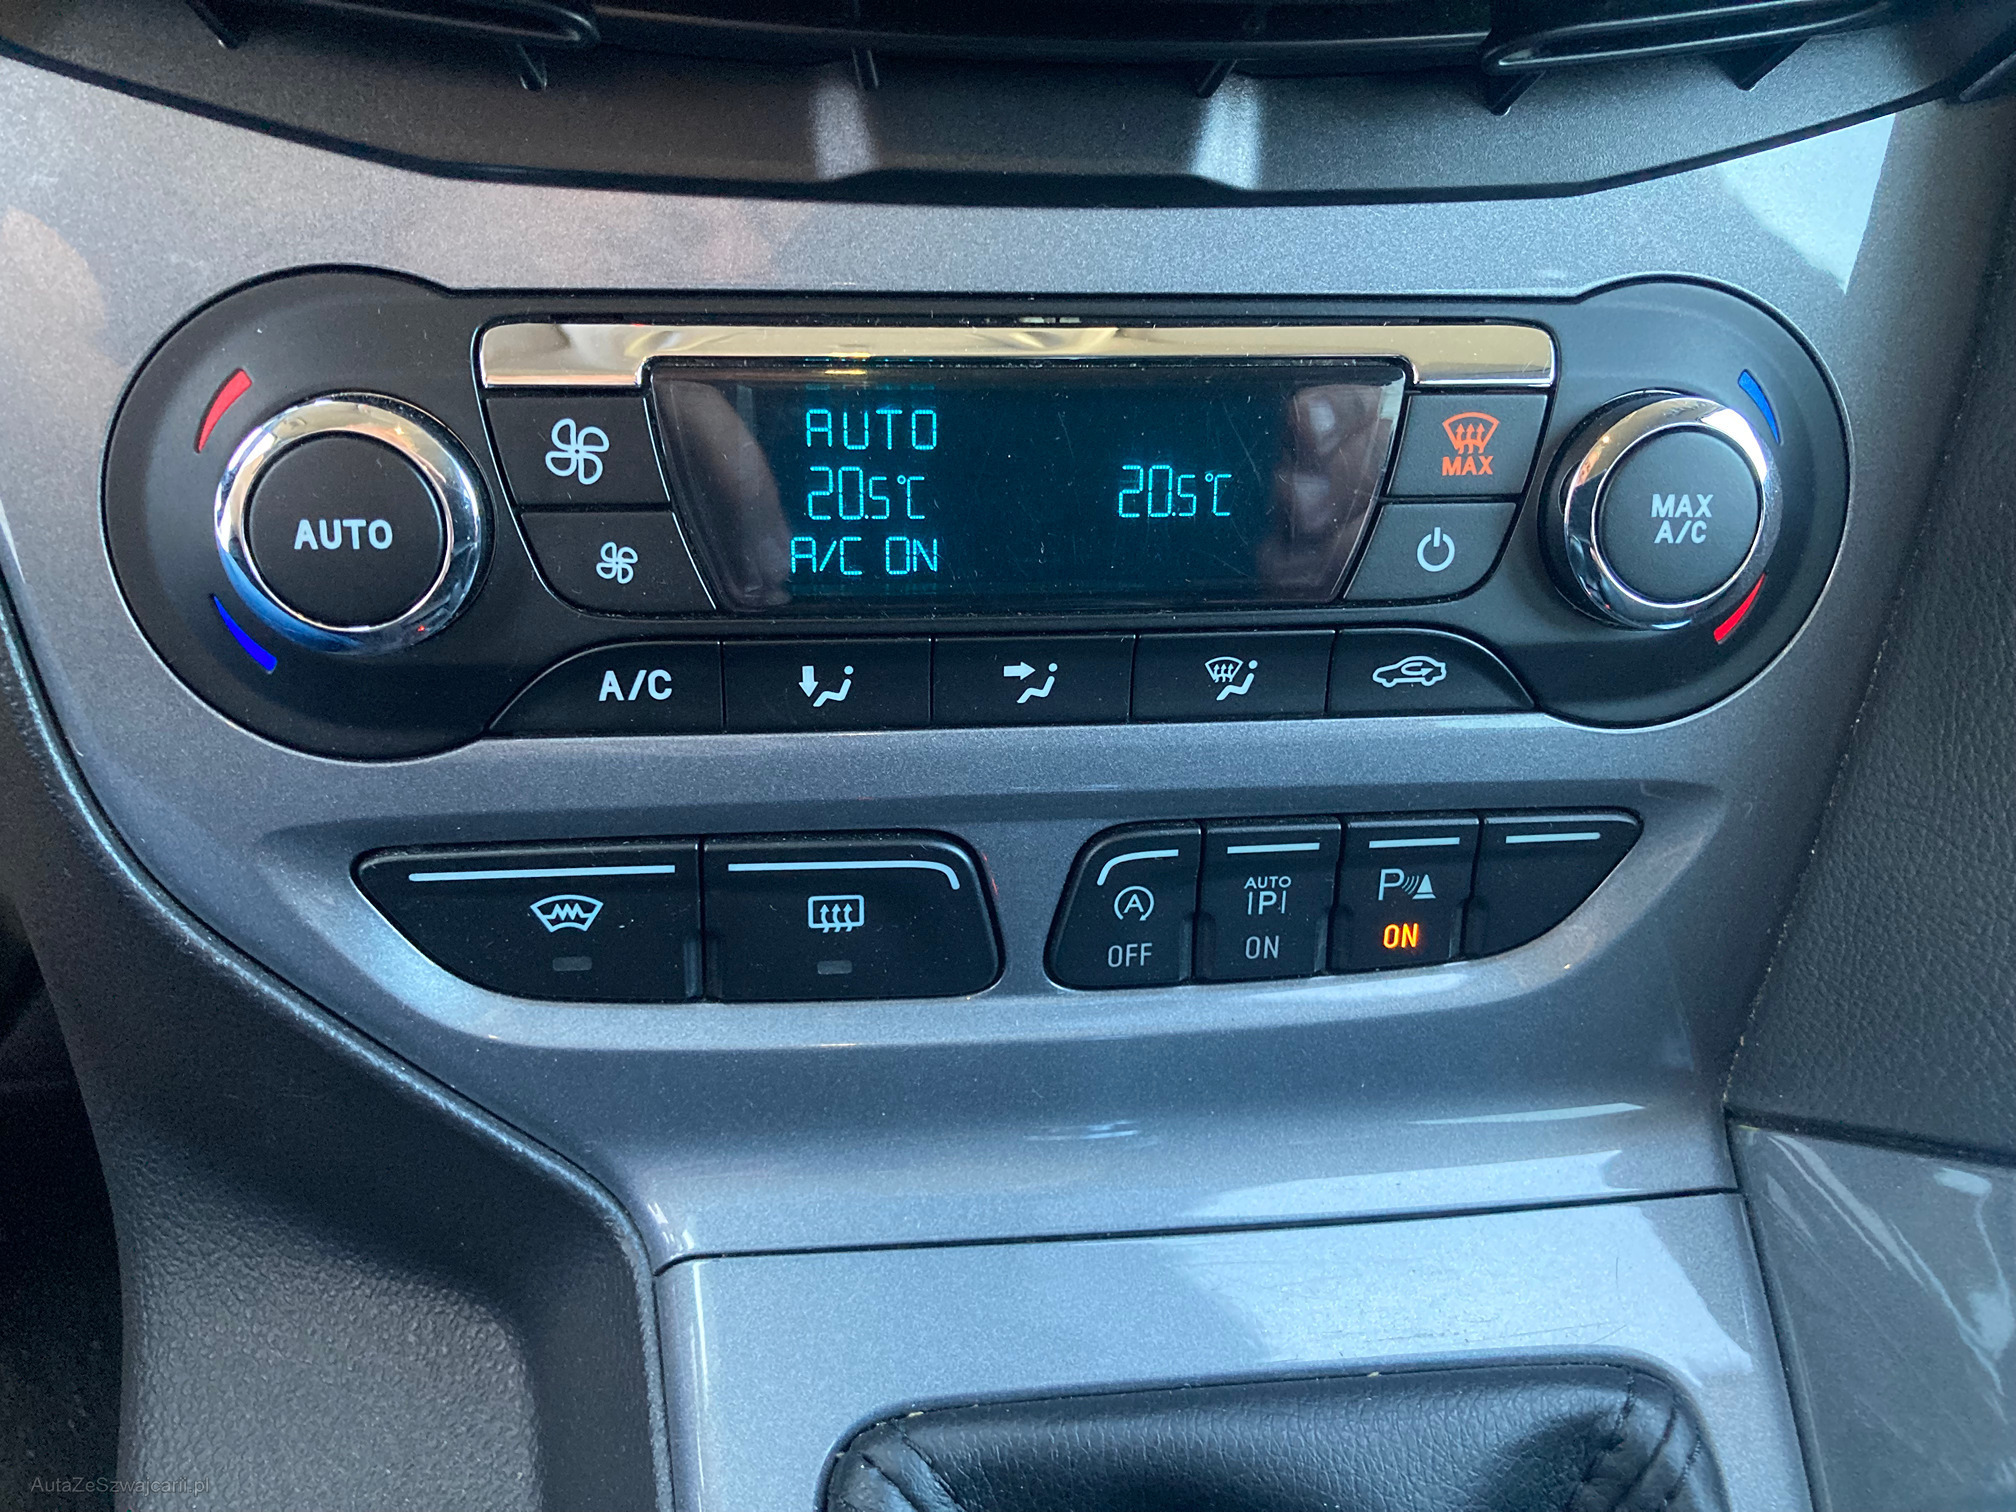 AUTO
AUTO
20.5°C
20.5°C
A/C ON
MAX
MAX
A/C
A/C
OFF
AUTO
P
ON
P
ON
AutaZeSzwajcarii.pl